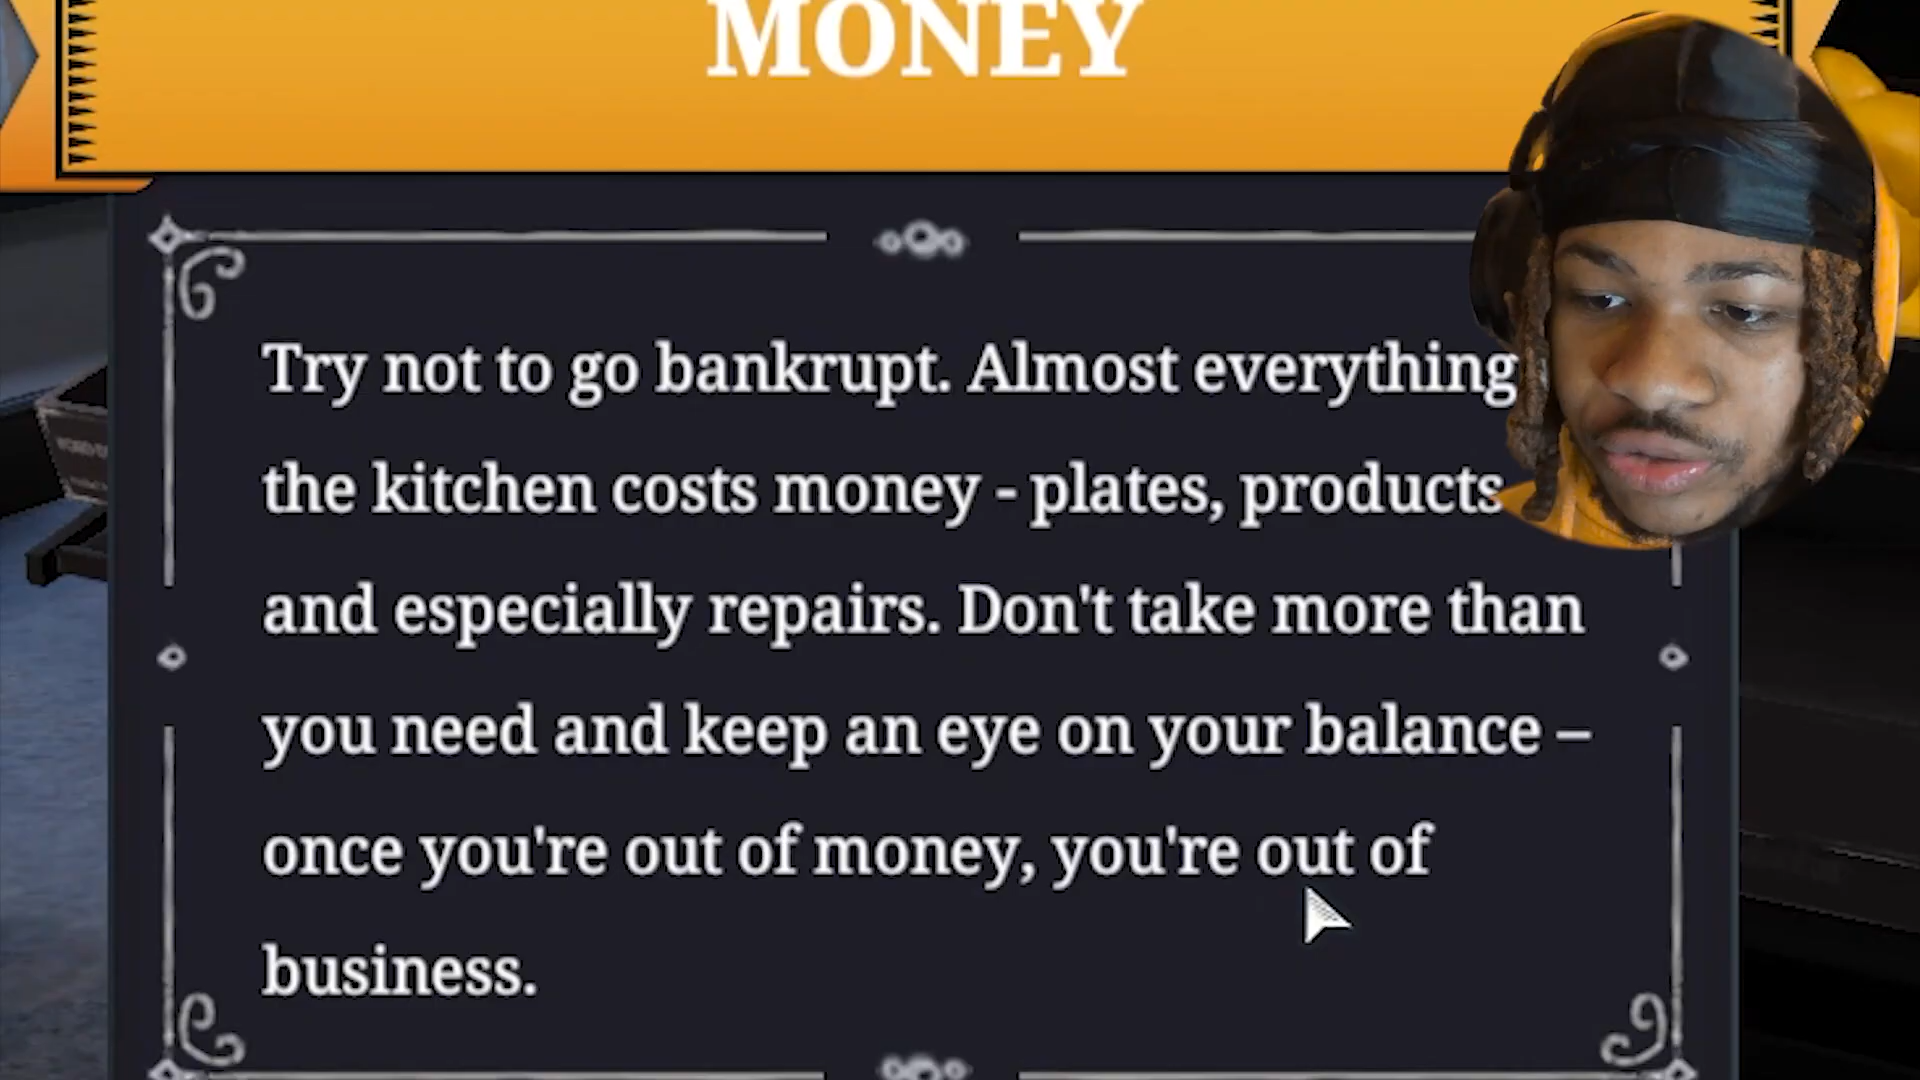 MONEY
Try not to go bankrupt. Almost everything
the kitchen costs money - plates, products
and especially repairs. Don't take more than
you need and keep an eye on your balance –
once you're out of money, you're out of
business.